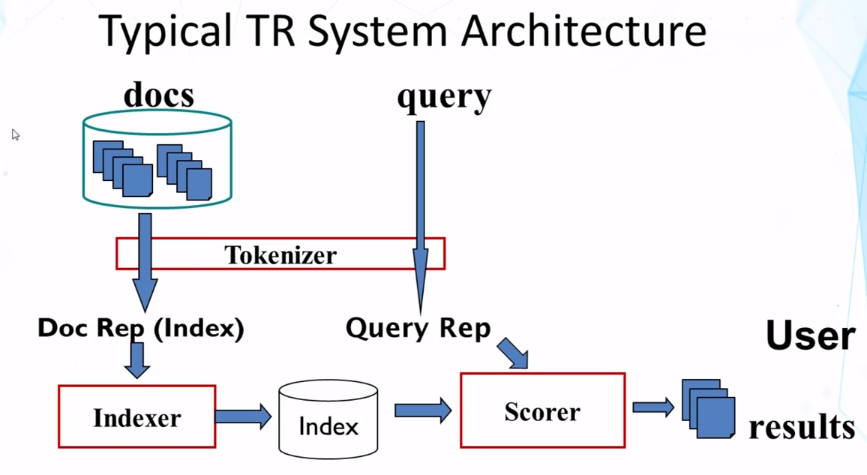 Typical TR System Architecture
docs
query
Tokenizer
Doc Rep (Index)
Query Rep
User
Indexer
Index
Scorer
results